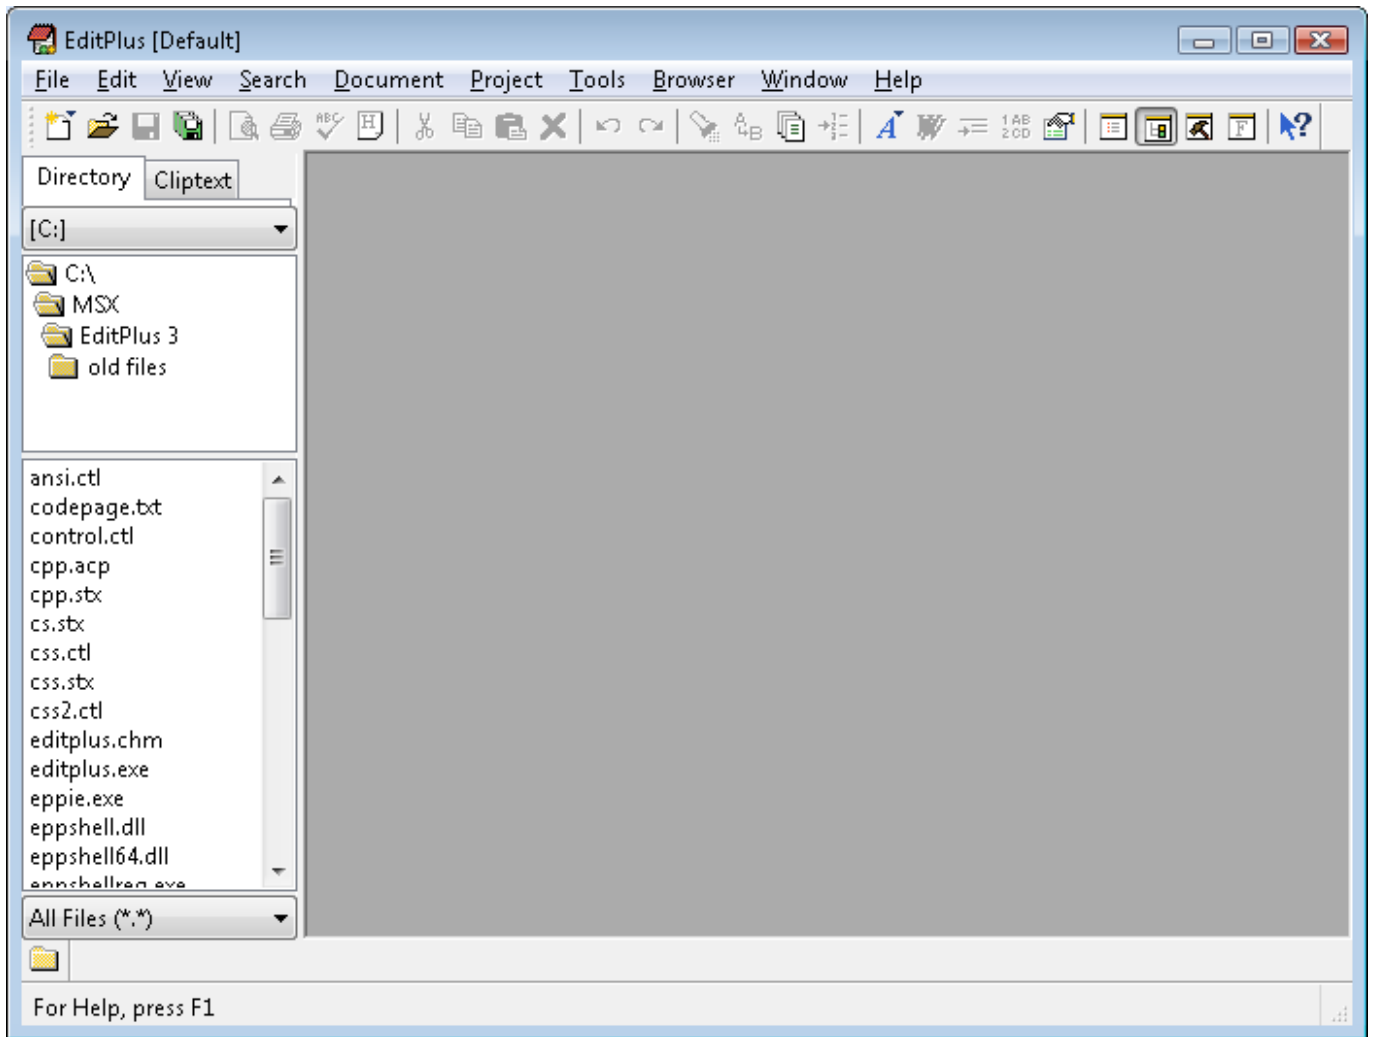 EditPlus [Default]
File Edit View Search Document Project Tools Browser Window Help
Directory Cliptext
[C:]
C:\
MSX
EditPlus 3
old files
ansi.ctl
codepage.txt
control.ctl
cpp.acp
cpp.stx
cs.stx
css.ctl
css.stx
css2.ctl
editplus.chm
editplus.exe
eppie.exe
eppshell.dll
eppshell64.dll
eppshellreg.exe
All Files (*.*)
For Help, press F1